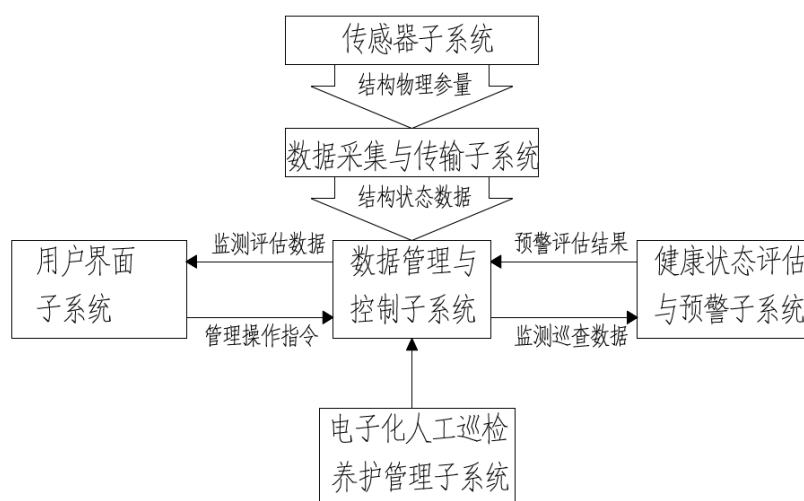 传感器子系统
结构物理参量
数据采集与传输子系统
结构状态数据
监测评估数据
预警评估结果
用户界面
子系统
数据管理与
控制子系统
健康状态评估
与预警子系统
管理操作指令
监测巡查数据
电子化人工巡检
养护管理子系统